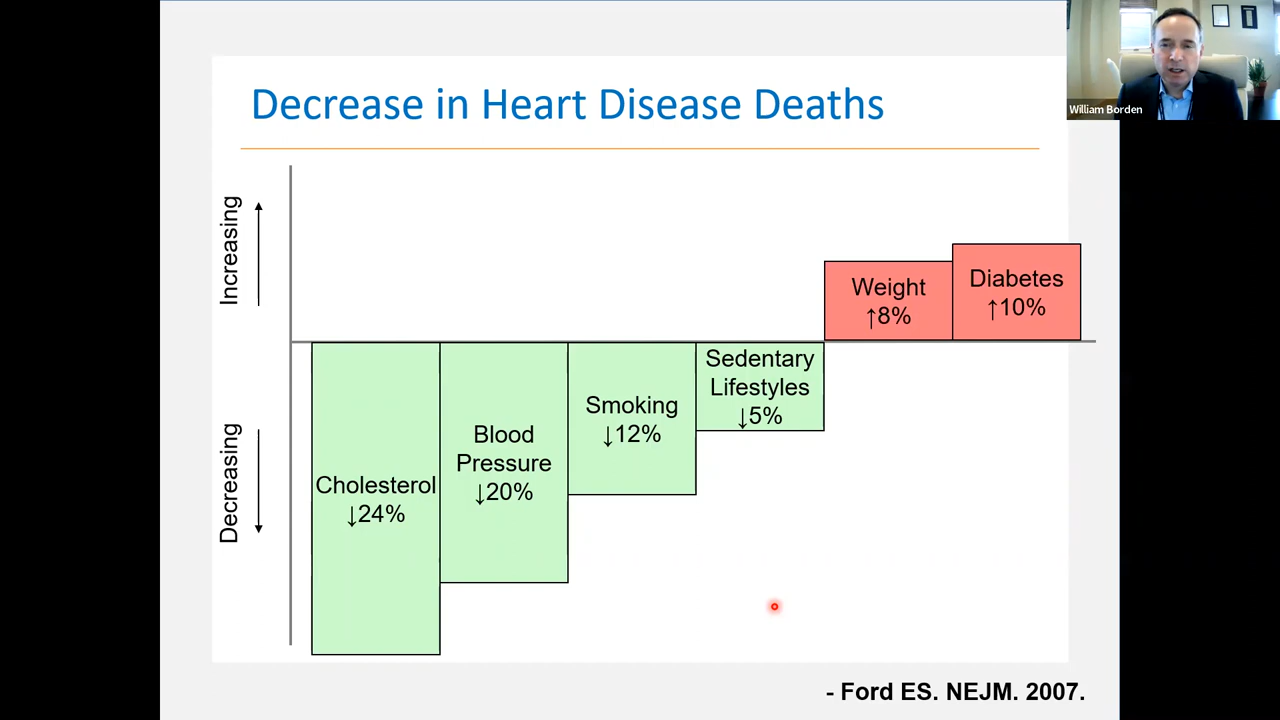 William Borden
Decrease in Heart Disease Deaths
Increasing
Decreasing
Cholesterol
↓24%
Blood
Pressure
↓20%
Smoking
↓12%
Sedentary
Lifestyles
↓5%
Weight
↑8%
Diabetes
↑10%
- Ford ES. NEJM. 2007.